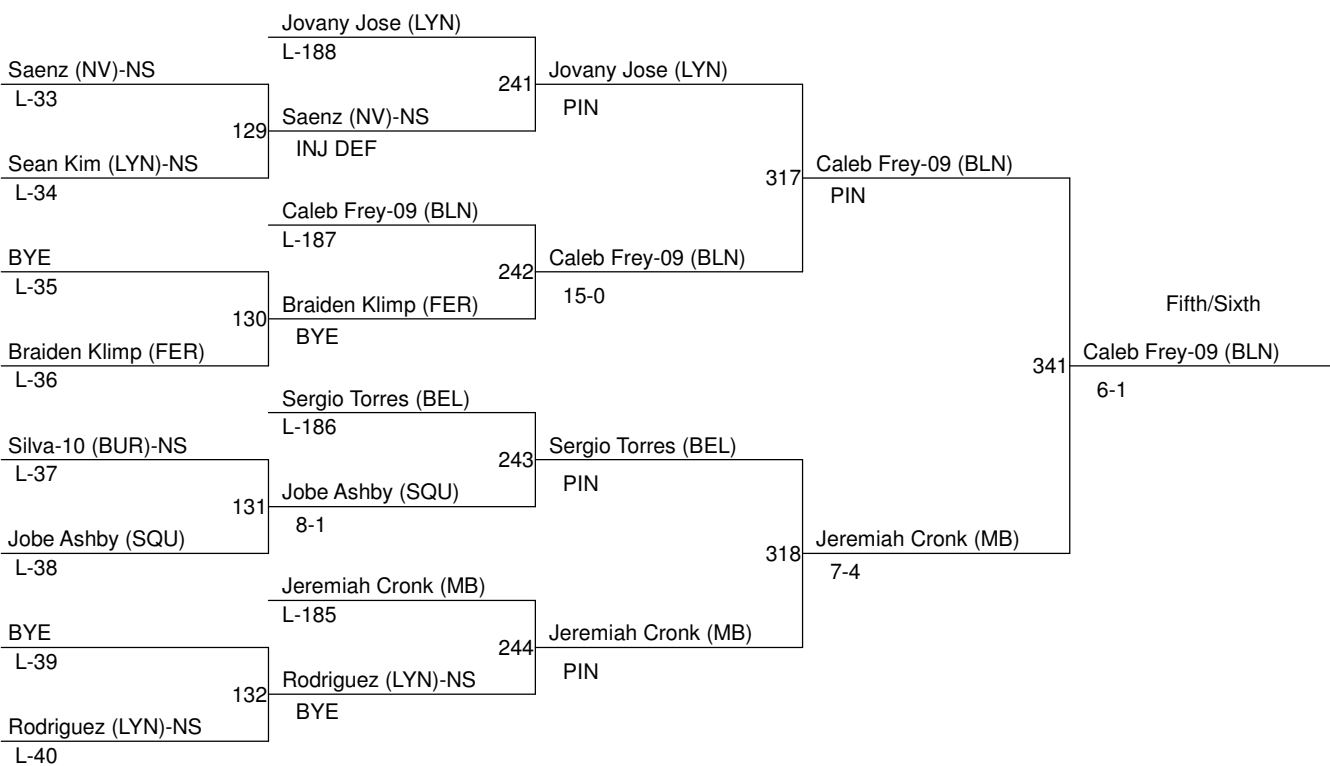 Jovany Jose (LYN)
L-188
Saenz (NV)-NS
L-33
241
Jovany Jose (LYN)
PIN
129
Saenz (NV)-NS
INJ DEF
Sean Kim (LYN)-NS
L-34
317
Caleb Frey-09 (BLN)
PIN
Caleb Frey-09 (BLN)
L-187
BYE
L-35
242
Caleb Frey-09 (BLN)
15-0
130
Braiden Klimp (FER)
BYE
Fifth/Sixth
Braiden Klimp (FER)
L-36
341
Caleb Frey-09 (BLN)
6-1
Sergio Torres (BEL)
L-186
Silva-10 (BUR)-NS
L-37
243
Sergio Torres (BEL)
PIN
131
Jobe Ashby (SQU)
8-1
Jobe Ashby (SQU)
L-38
318
Jeremiah Cronk (MB)
7-4
Jeremiah Cronk (MB)
L-185
BYE
L-39
244
Jeremiah Cronk (MB)
PIN
132
Rodriguez (LYN)-NS
BYE
Rodriguez (LYN)-NS
L-40